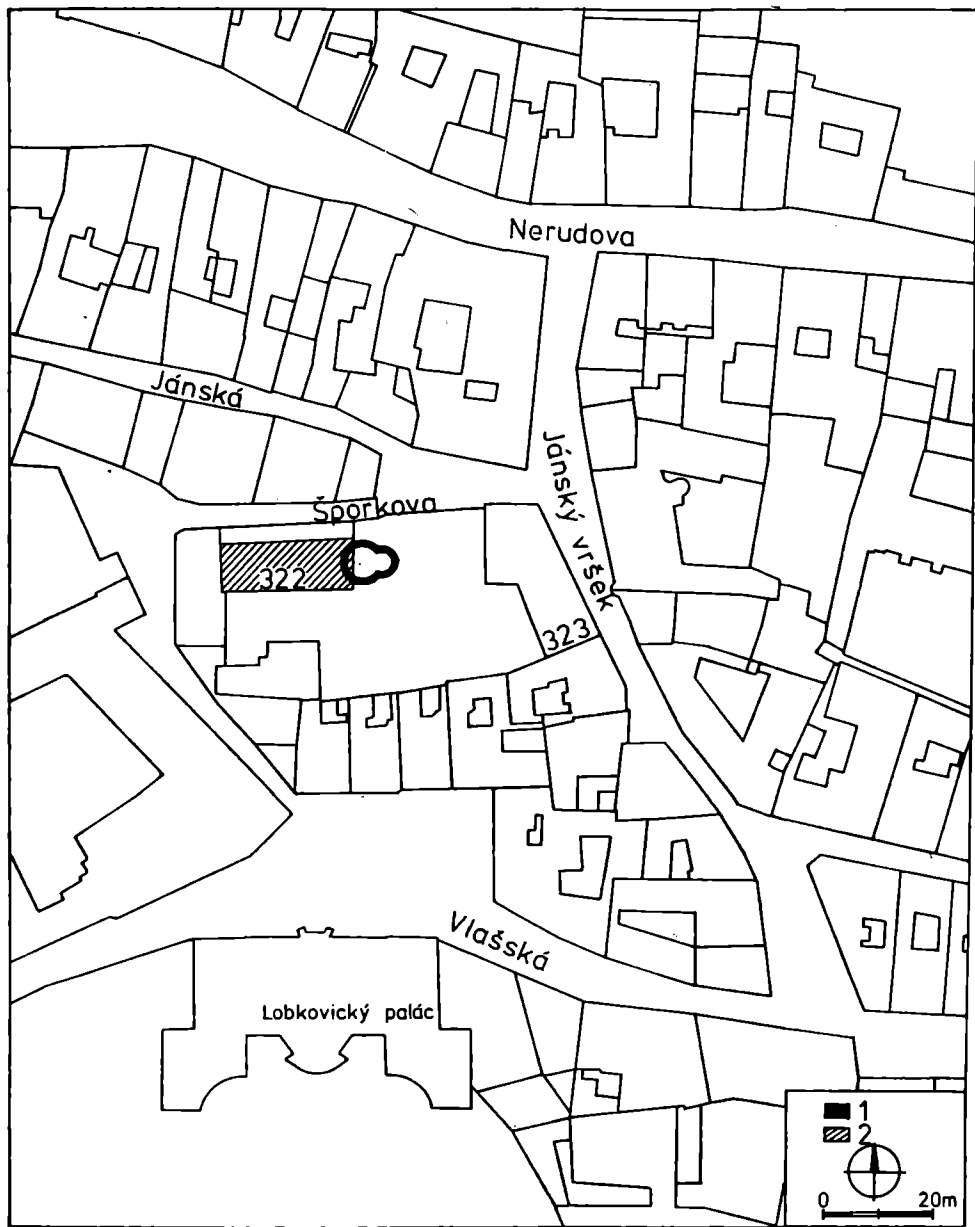 Nerudova
Jánská
Jánský vršek
Šporkova
322
323
Vlašská
Lobkovický palác
1
2
0 20m